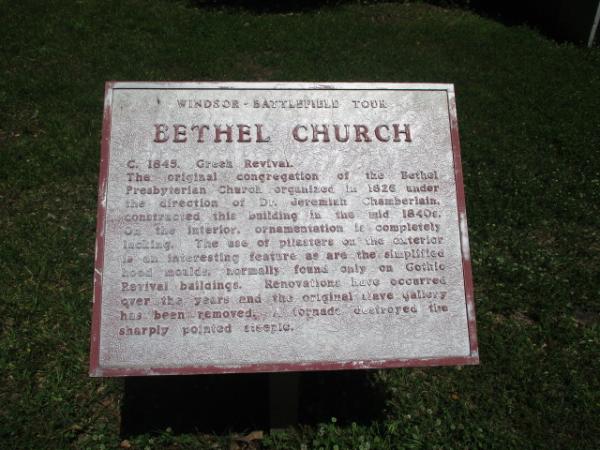 WINDSOR - BATTLEFIELD TOUR
BETHEL CHURCH
C. 1845. Greek Revival.
The original congregation of the Bethel
Presbyterian Church organized in 1826 under
the direction of Dr. Jeremiah Chamberlain,
constructed this building in the mid 1840s.
On the interior, ornamentation is completely
lacking. The use of pilasters on the exterior
is an interesting feature as are the simplified
hood moulds, normally found only on Gothic
Revival buildings. Renovations have occurred
over the years and the original slave gallery
has been removed. A tornado destroyed the
sharply pointed steeple.